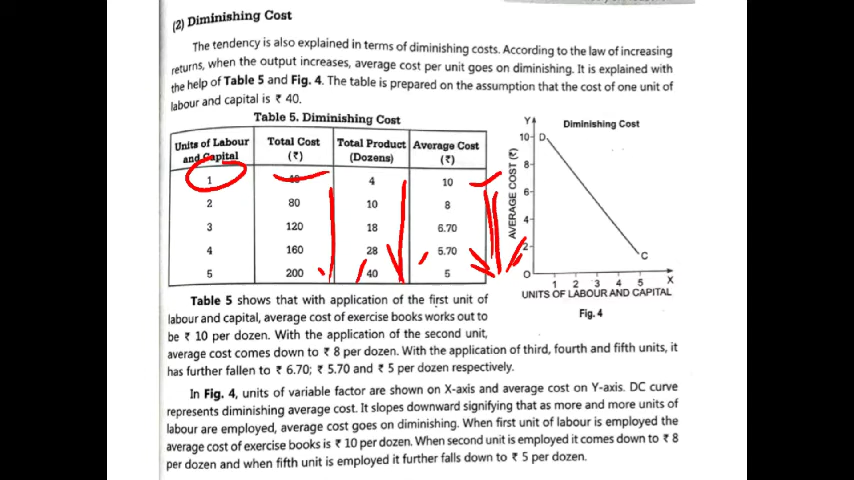 (2) Diminishing Cost
The tendency is also explained in terms of diminishing costs. According to the law of increasing
returns, when the output increases, average cost per unit goes on diminishing. It is explained with
the help of Table 5 and Fig. 4. The table is prepared on the assumption that the cost of one unit of
labour and capital is ₹ 40.
Table 5. Diminishing Cost
Units of Labour and Capital | Total Cost (₹) | Total Product (Dozens) | Average Cost (₹)
1 | 40 | 4 | 10
2 | 80 | 10 | 8
3 | 120 | 18 | 6.70
4 | 160 | 28 | 5.70
5 | 200 | 40 | 5
Y
Diminishing Cost
10 D
8
6
4
2
C
O
1 2 3 4 5 X
AVERAGE COST (₹)
UNITS OF LABOUR AND CAPITAL
Fig. 4
Table 5 shows that with application of the first unit of
labour and capital, average cost of exercise books works out to
be ₹ 10 per dozen. With the application of the second unit,
average cost comes down to ₹ 8 per dozen. With the application of third, fourth and fifth units, it
has further fallen to ₹ 6.70; ₹ 5.70 and ₹ 5 per dozen respectively.
In Fig. 4, units of variable factor are shown on X-axis and average cost on Y-axis. DC curve
represents diminishing average cost. It slopes downward signifying that as more and more units of
labour are employed, average cost goes on diminishing. When first unit of labour is employed the
average cost of exercise books is ₹ 10 per dozen. When second unit is employed it comes down to ₹ 8
per dozen and when fifth unit is employed it further falls down to ₹ 5 per dozen.